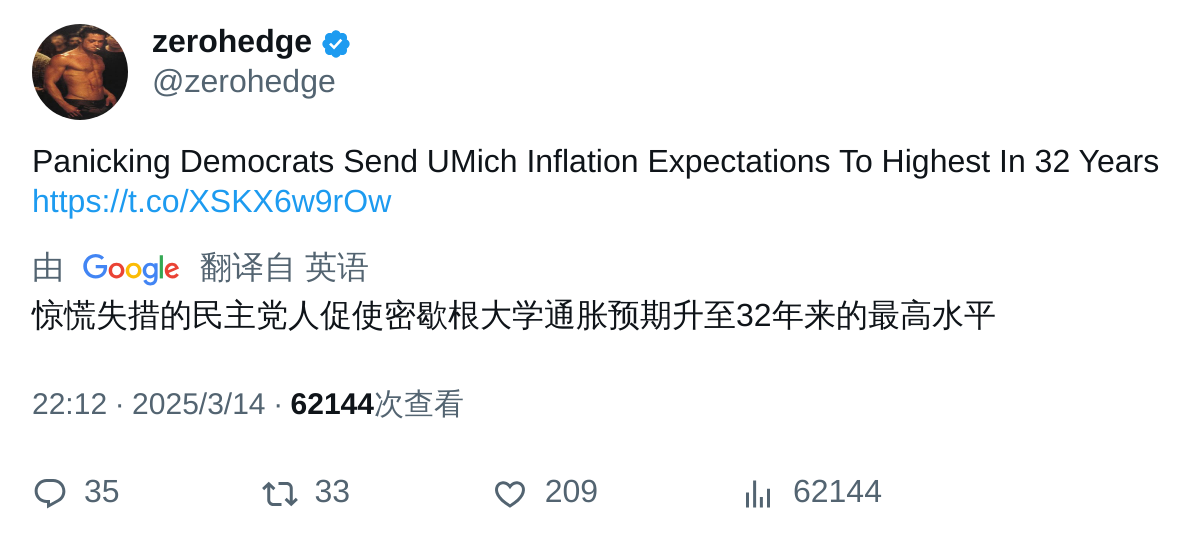 zerohedge
@zerohedge
Panicking Democrats Send UMich Inflation Expectations To Highest In 32 Years
https://t.co/XSKX6w9rOw
由 Google 翻译自 英语
惊慌失措的民主党人促使密歇根大学通胀预期升至32年来的最高水平
22:12 · 2025/3/14 · 62144次查看
35 33 209 62144